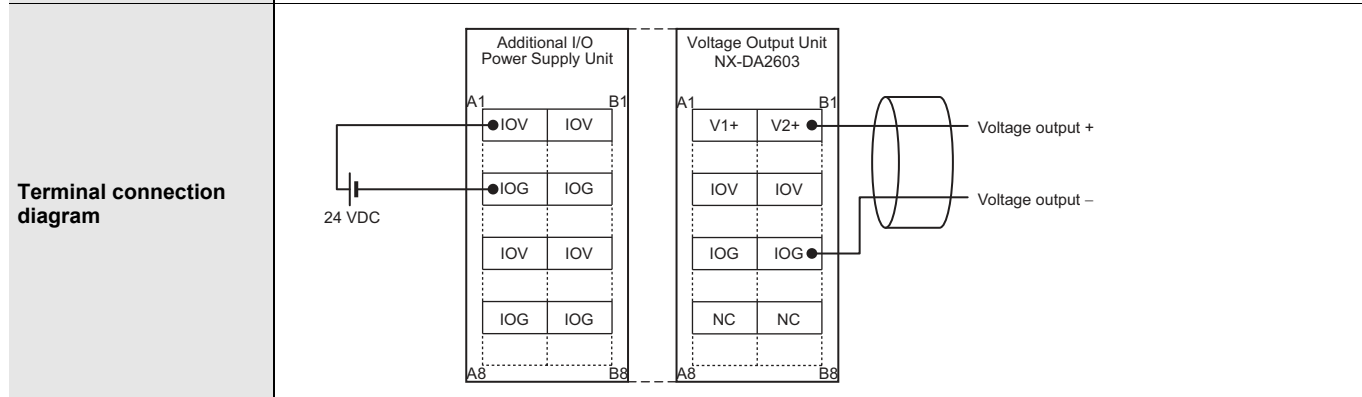 Terminal connection
diagram
24 VDC
Additional I/O
Power Supply Unit
A1 B1
IOV IOV
IOG IOG
IOV IOV
IOG IOG
A8 B8
Voltage Output Unit
NX-DA2603
A1 B1
V1+ V2+
IOV IOV
IOG IOG
NC NC
A8 B8
Voltage output +
Voltage output −